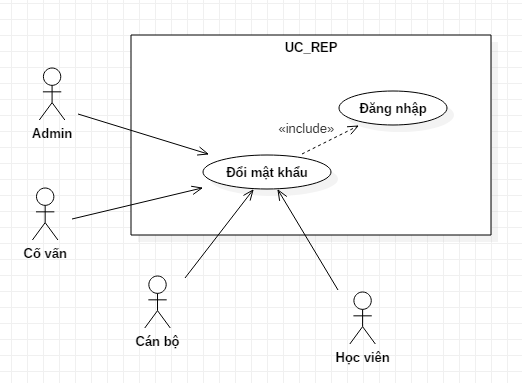 UC_REP
Đăng nhập
«include»
Admin
Đổi mật khẩu
Cố vấn
Cán bộ
Học viên